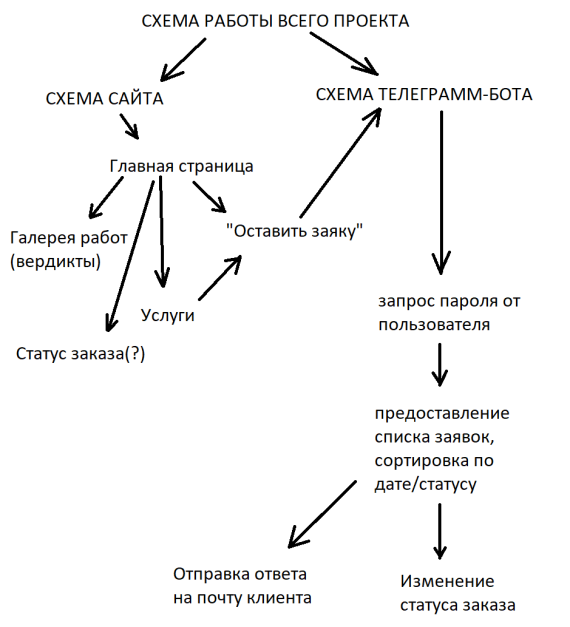 СХЕМА РАБОТЫ ВСЕГО ПРОЕКТА
СХЕМА САЙТА
СХЕМА ТЕЛЕГРАММ-БОТА
Главная страница
Галерея работ
(вердикты)
"Оставить заяку"
Услуги
Статус заказа(?)
запрос пароля от
пользователя
предоставление
списка заявок,
сортировка по
дате/статусу
Отправка ответа
на почту клиента
Изменение
статуса заказа